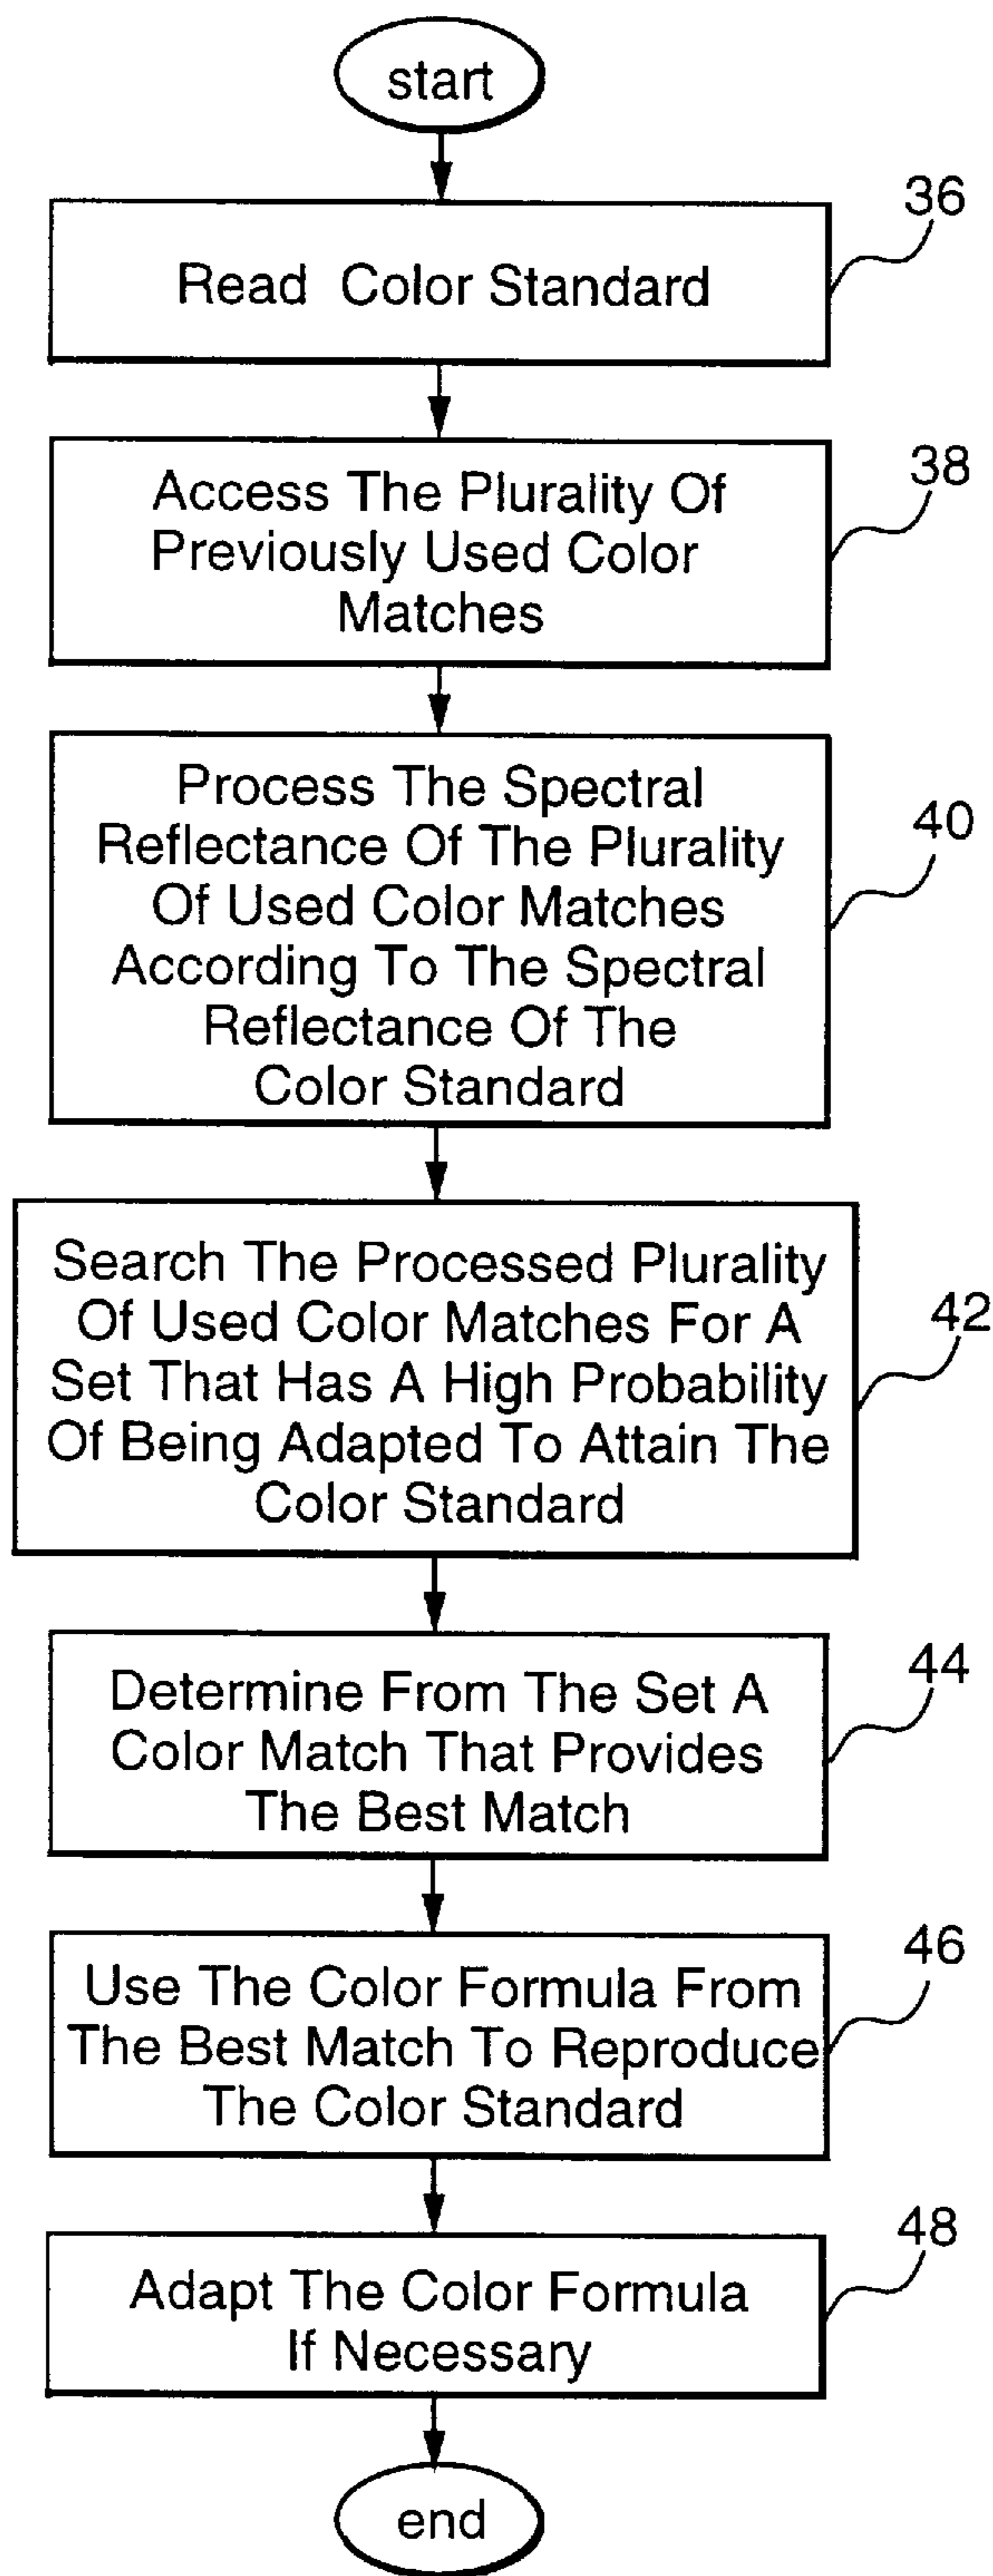 start
36
Read Color Standard
38
Access The Plurality Of
Previously Used Color
Matches
40
Process The Spectral
Reflectance Of The Plurality
Of Used Color Matches
According To The Spectral
Reflectance Of The
Color Standard
42
Search The Processed Plurality
Of Used Color Matches For A
Set That Has A High Probability
Of Being Adapted To Attain The
Color Standard
44
Determine From The Set A
Color Match That Provides
The Best Match
46
Use The Color Formula From
The Best Match To Reproduce
The Color Standard
48
Adapt The Color Formula
If Necessary
end